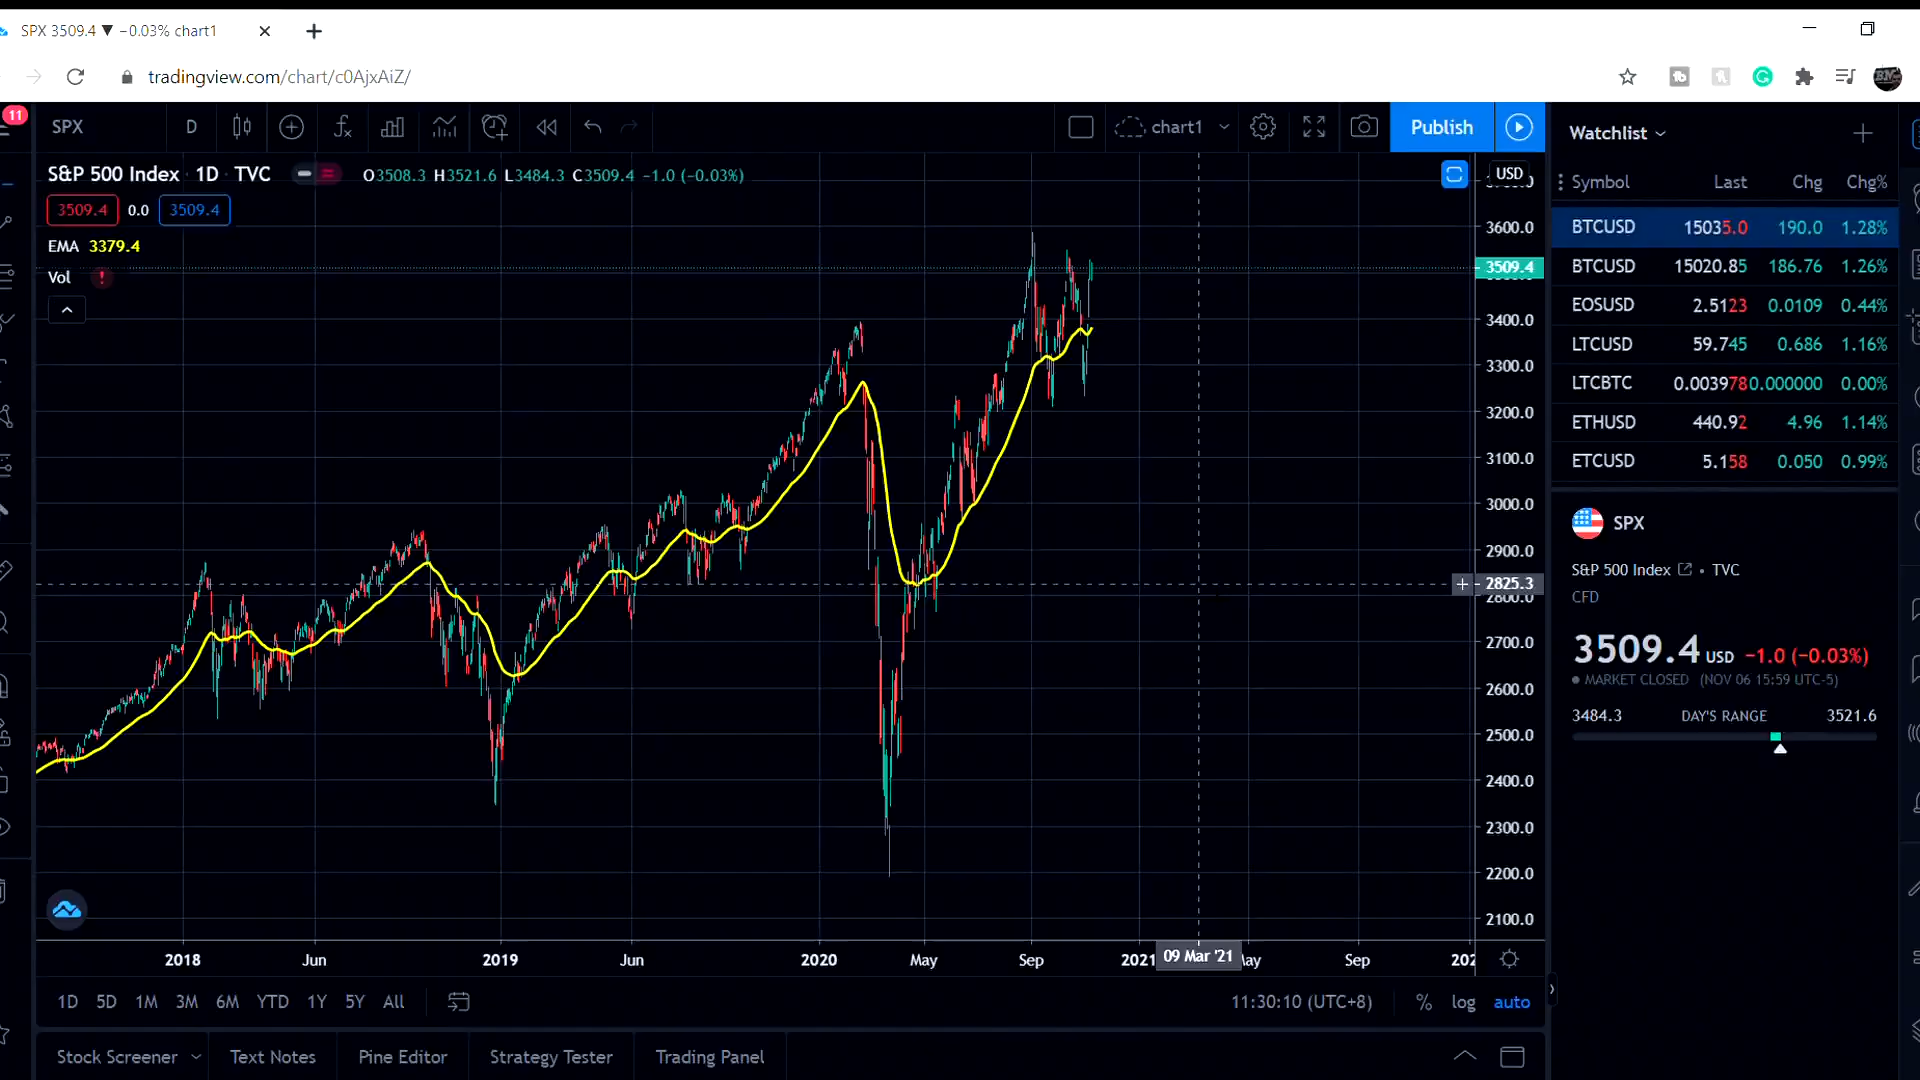 SPX 3509.4 ▼ −0.03% chart1
tradingview.com/chart/c0AjxAiZ/
11
SPX D chart1 Publish
S&P 500 Index 1D TVC O3508.3 H3521.6 L3484.3 C3509.4 −1.0 (−0.03%)
3509.4 0.0 3509.4
EMA 3379.4
Vol !
USD
3600.0
3509.4
3400.0
3300.0
3200.0
3100.0
3000.0
2900.0
2825.3
2800.0
2700.0
2600.0
2500.0
2400.0
2300.0
2200.0
2100.0
2018 Jun 2019 Jun 2020 May Sep 2021 09 Mar '21 Sep
1D 5D 1M 3M 6M YTD 1Y 5Y All 11:30:10 (UTC+8) % log auto
Stock Screener Text Notes Pine Editor Strategy Tester Trading Panel
Watchlist
Symbol Last Chg Chg%
BTCUSD 15035.0 190.0 1.28%
BTCUSD 15020.85 186.76 1.26%
EOSUSD 2.5123 0.0109 0.44%
LTCUSD 59.745 0.686 1.16%
LTCBTC 0.003978 0.000000 0.00%
ETHUSD 440.92 4.96 1.14%
ETCUSD 5.158 0.050 0.99%
SPX
S&P 500 Index • TVC
CFD
3509.4 USD −1.0 (−0.03%)
MARKET CLOSED (NOV 06 15:59 UTC-5)
3484.3 DAY'S RANGE 3521.6